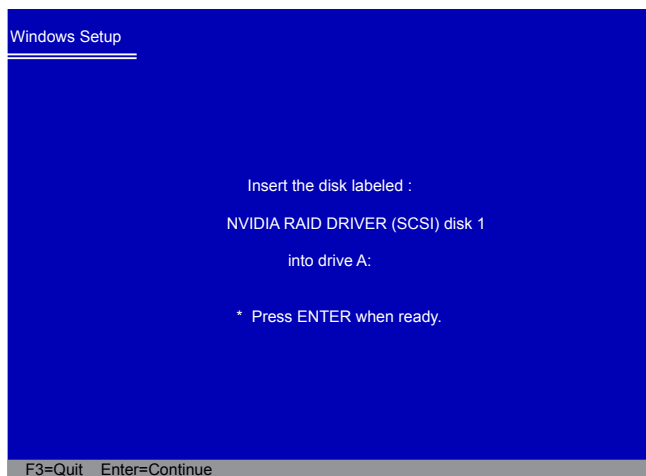 Windows Setup
Insert the disk labeled :
NVIDIA RAID DRIVER (SCSI) disk 1
into drive A:
* Press ENTER when ready.
F3=Quit Enter=Continue